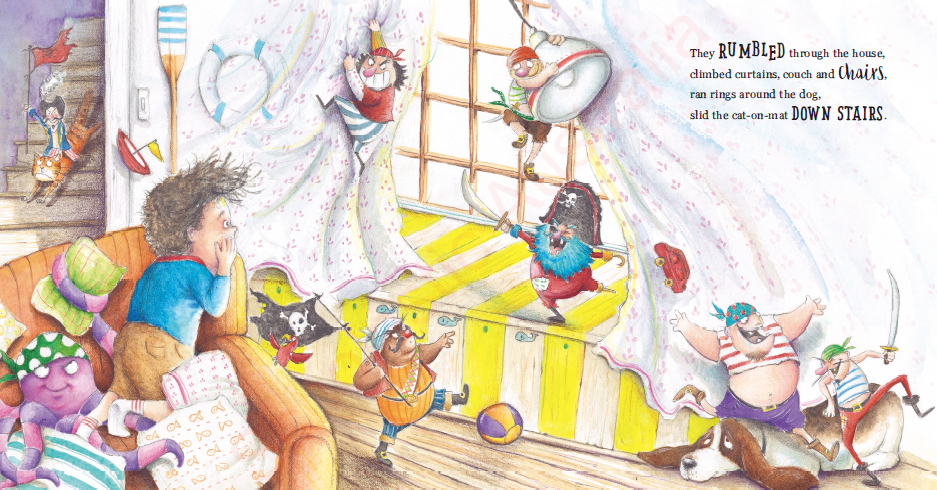 They RUMBLED through the house,
climbed curtains, couch and Chairs,
ran rings around the dog,
slid the cat-on-mat DOWN STAIRS.